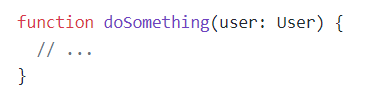 function doSomething(user: User) {
  // ...
}